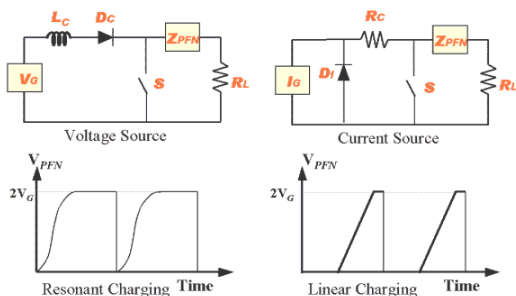 LC DC ZPFN
VG S RL
Voltage Source
RC ZPFN
IG Df S RL
Current Source
VPFN
2VG
Resonant Charging Time
VPFN
2VG
Linear Charging Time